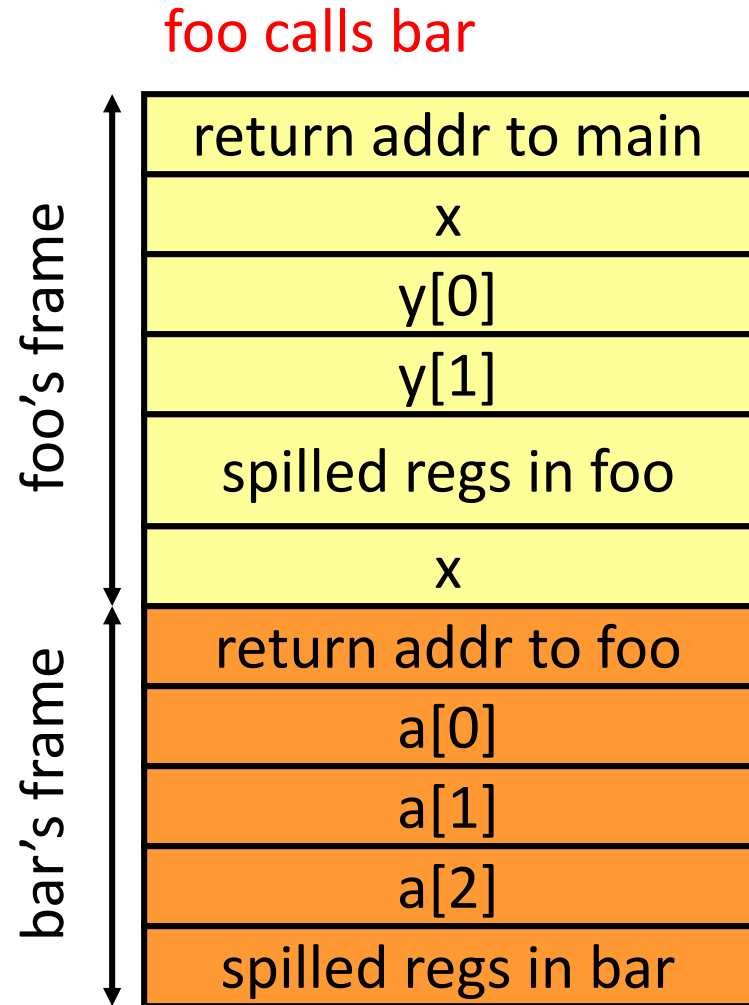 foo calls bar
foo's frame
return addr to main
x
y[0]
y[1]
spilled regs in foo
x
bar's frame
return addr to foo
a[0]
a[1]
a[2]
spilled regs in bar